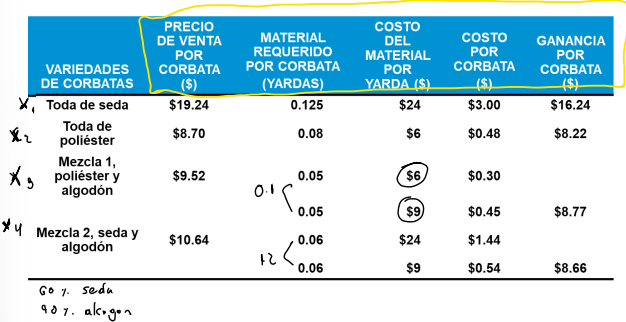 VARIEDADES DE CORBATAS | PRECIO DE VENTA POR CORBATA ($) | MATERIAL REQUERIDO POR CORBATA (YARDAS) | COSTO DEL MATERIAL POR YARDA ($) | COSTO POR CORBATA ($) | GANANCIA POR CORBATA ($)
x1 Toda de seda $19.24 0.125 $24 $3.00 $16.24
x2 Toda de poliéster $8.70 0.08 $6 $0.48 $8.22
x3 Mezcla 1, poliéster y algodón $9.52 0.05 $6 $0.30
0.1
0.05 $9 $0.45 $8.77
x4 Mezcla 2, seda y algodón $10.64 0.06 $24 $1.44
12
0.06 $9 $0.54 $8.66
60 %. seda